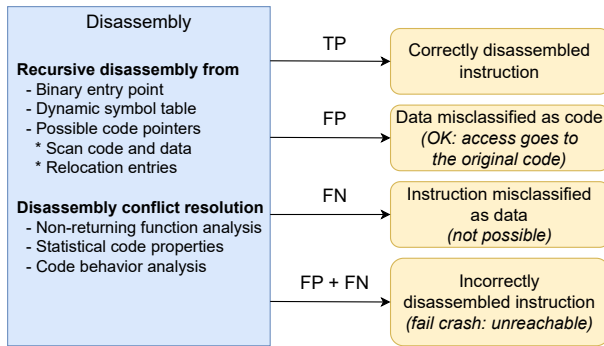 Disassembly
Recursive disassembly from
- Binary entry point
- Dynamic symbol table
- Possible code pointers
* Scan code and data
* Relocation entries
Disassembly conflict resolution
- Non-returning function analysis
- Statistical code properties
- Code behavior analysis
TP
Correctly disassembled
instruction
FP
Data misclassified as code
(OK: access goes to
the original code)
FN
Instruction misclassified
as data
(not possible)
FP + FN
Incorrectly
disassembled instruction
(fail crash: unreachable)